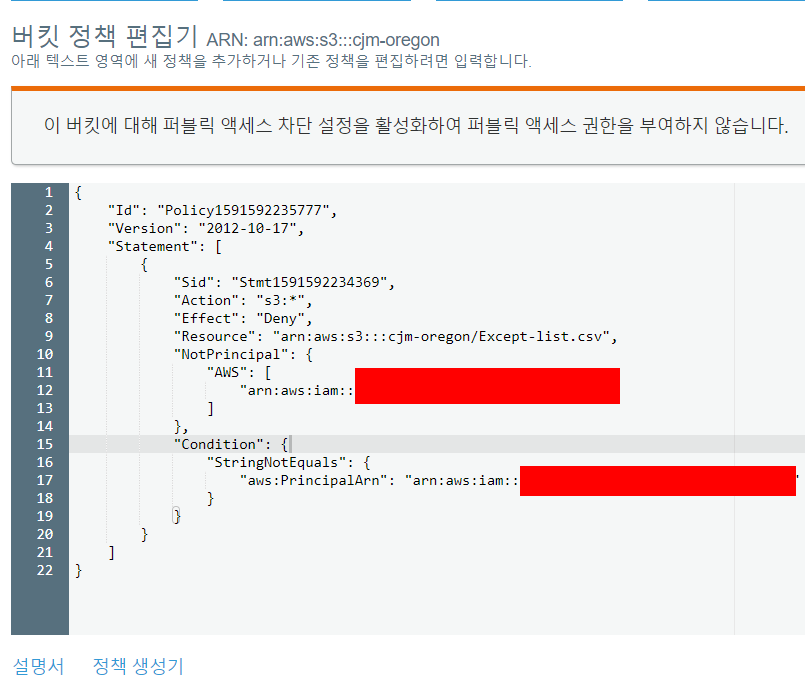 버킷 정책 편집기 ARN: arn:aws:s3:::cjm-oregon
아래 텍스트 영역에 새 정책을 추가하거나 기존 정책을 편집하려면 입력합니다.
이 버킷에 대해 퍼블릭 액세스 차단 설정을 활성화하여 퍼블릭 액세스 권한을 부여하지 않습니다.
1 {
2 "Id": "Policy1591592235777",
3 "Version": "2012-10-17",
4 "Statement": [
5 {
6 "Sid": "Stmt1591592234369",
7 "Action": "s3:*",
8 "Effect": "Deny",
9 "Resource": "arn:aws:s3:::cjm-oregon/Except-list.csv",
10 "NotPrincipal": {
11 "AWS": [
12 "arn:aws:iam::
13 ]
14 },
15 "Condition": {
16 "StringNotEquals": {
17 "aws:PrincipalArn": "arn:aws:iam:: "
18 }
19 }
20 }
21 ]
22 }
설명서 정책 생성기